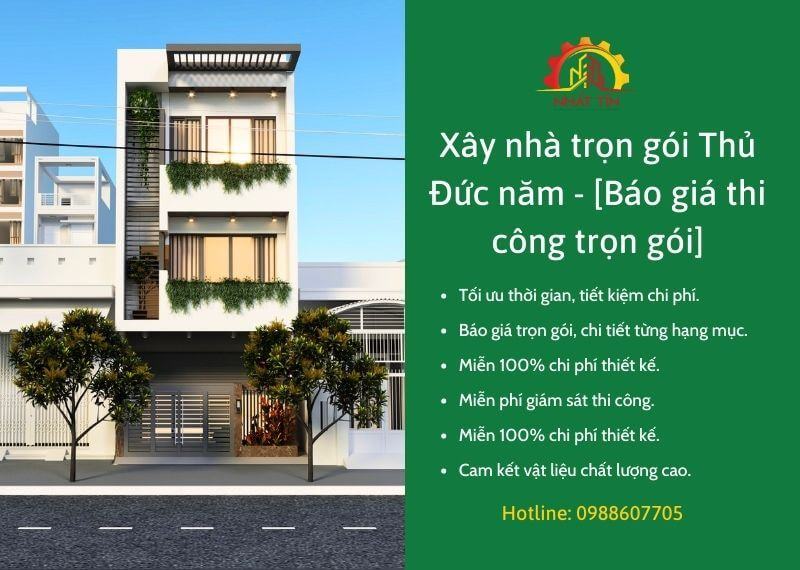 NHAT TIN
Xây nhà trọn gói Thủ
Đức năm - [Báo giá thi
công trọn gói]
• Tối ưu thời gian, tiết kiệm chi phí.
• Báo giá trọn gói, chi tiết từng hạng mục.
• Miễn 100% chi phí thiết kế.
• Miễn phí giám sát thi công.
• Miễn 100% chi phí thiết kế.
• Cam kết vật liệu chất lượng cao.
Hotline: 0988607705